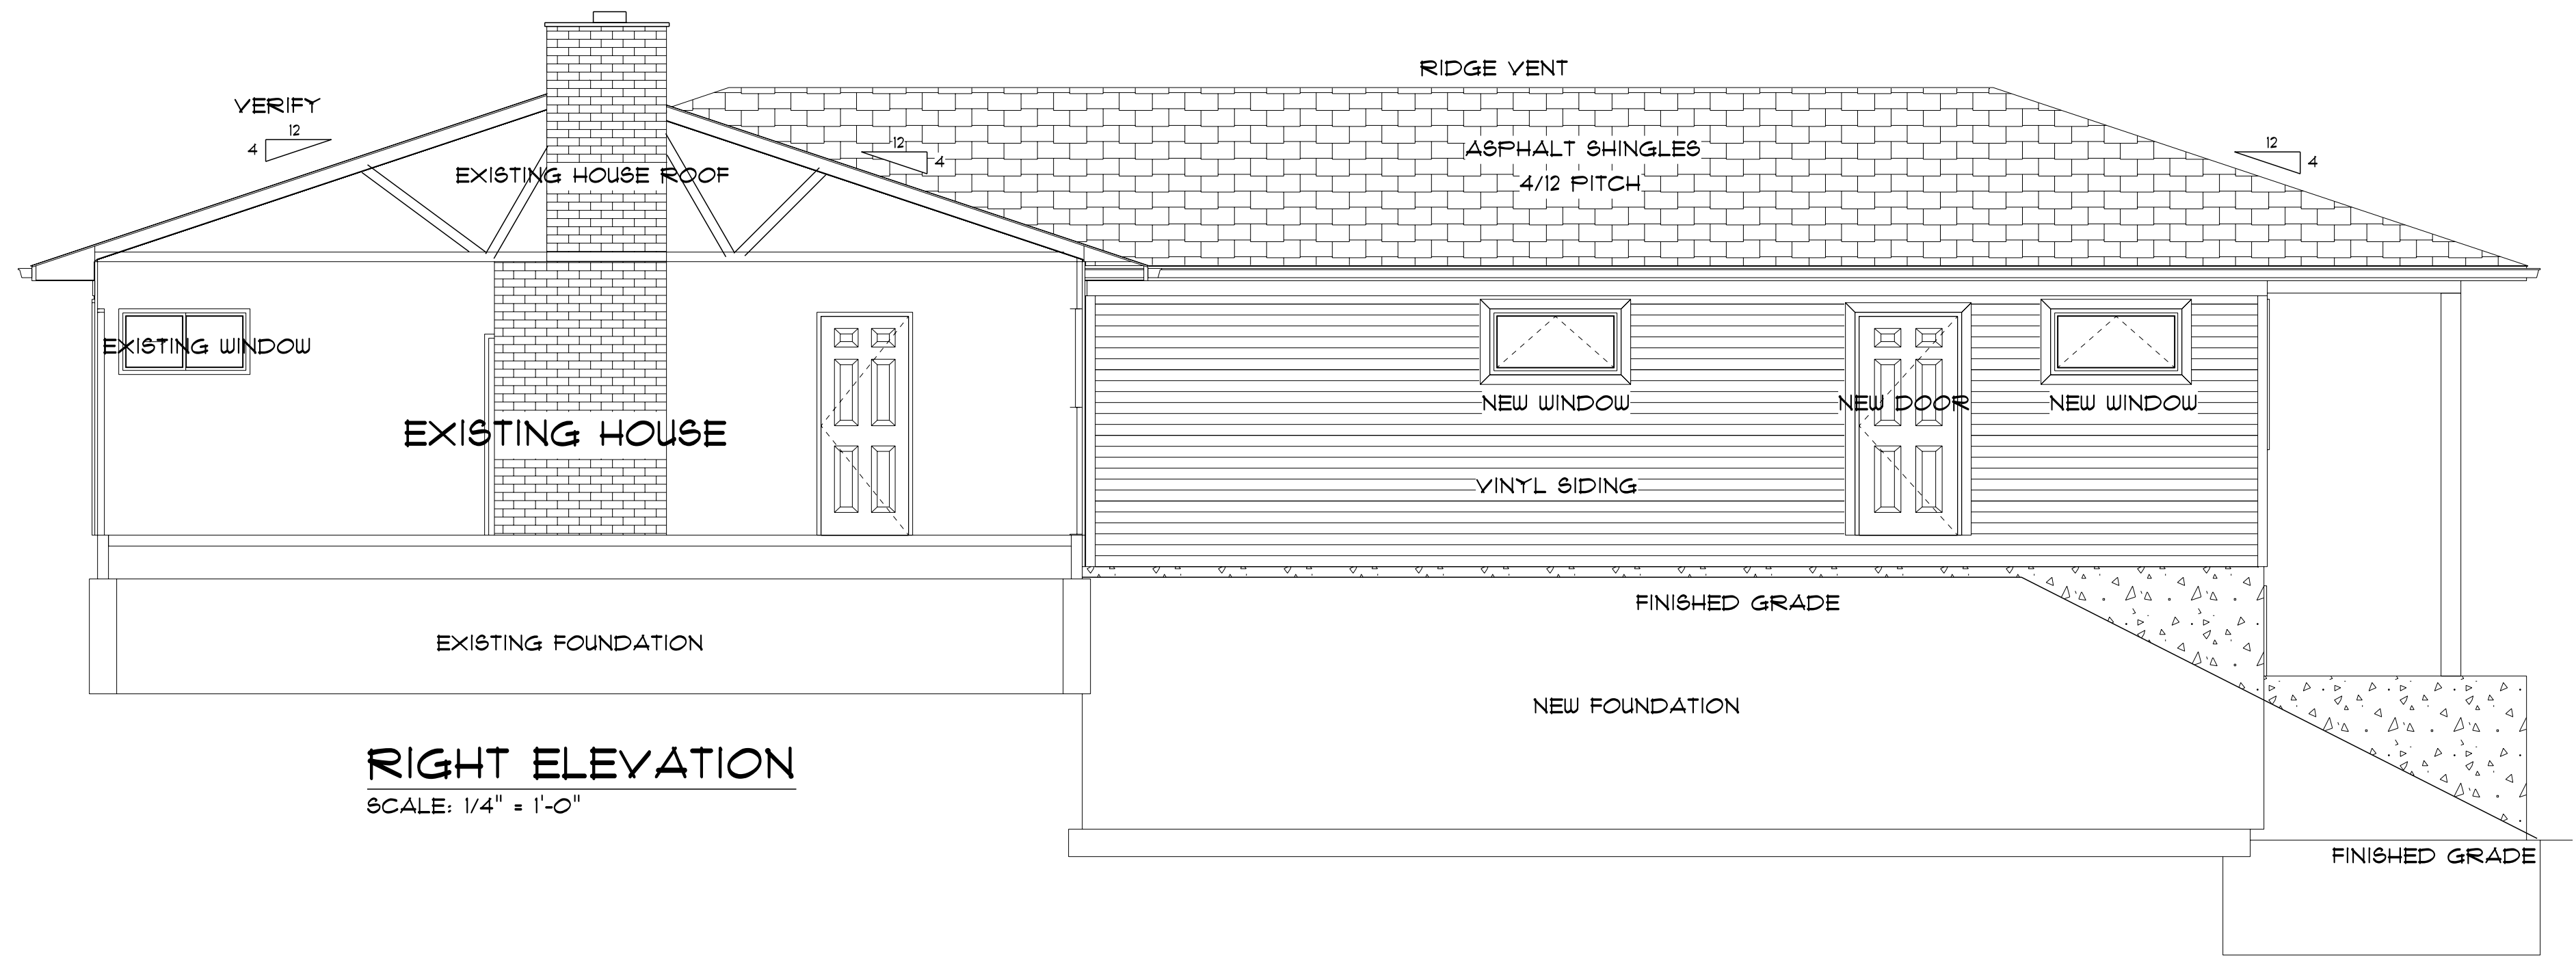 RIDGE VENT
VERIFY
12
4
12
4
12
4
ASPHALT SHINGLES
4/12 PITCH
EXISTING HOUSE ROOF
EXISTING WINDOW
NEW WINDOW
NEW DOOR
NEW WINDOW
EXISTING HOUSE
VINYL SIDING
FINISHED GRADE
EXISTING FOUNDATION
NEW FOUNDATION
RIGHT ELEVATION
SCALE: 1/4" = 1'-0"
FINISHED GRADE